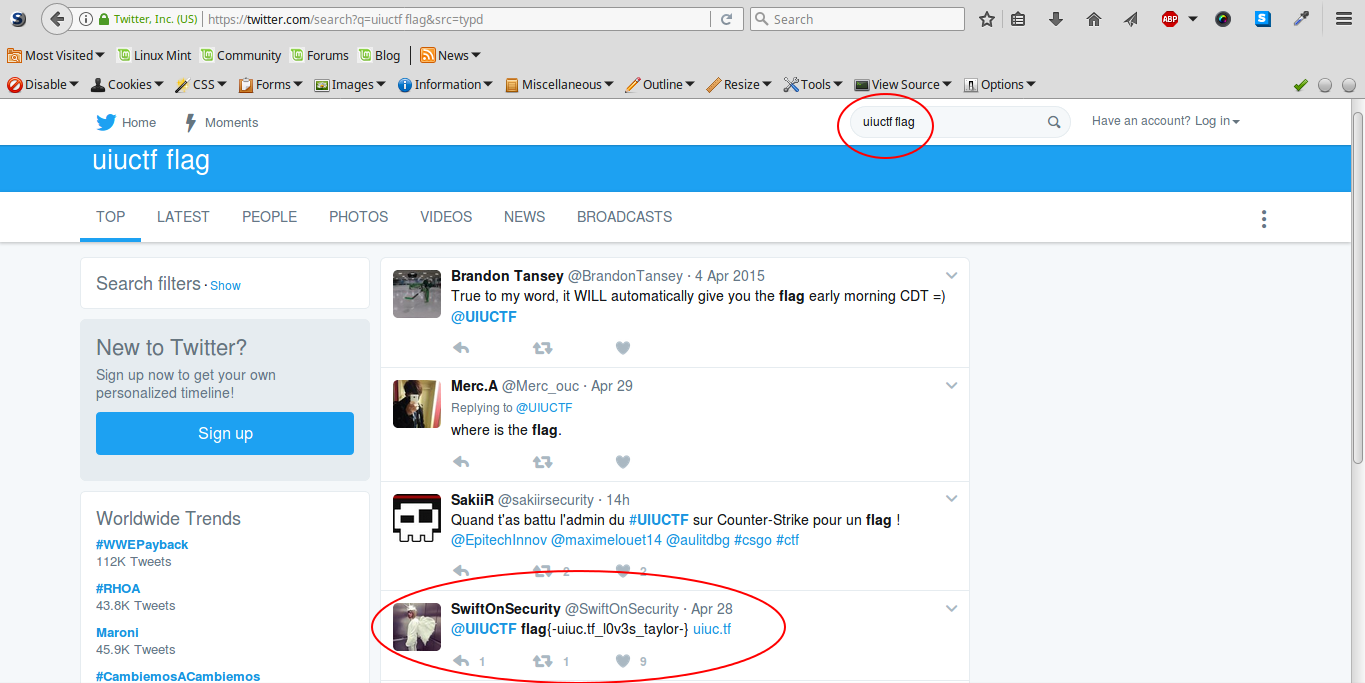 Twitter, Inc. (US) https://twitter.com/search?q=uiuctf flag&src=typd Search ABP
Most Visited Linux Mint Community Forums Blog News
Disable Cookies CSS Forms Images Information Miscellaneous Outline Resize Tools View Source Options
Home Moments uiuctf flag Have an account? Log in
uiuctf flag
TOP LATEST PEOPLE PHOTOS VIDEOS NEWS BROADCASTS
Search filters · Show
New to Twitter?
Sign up now to get your own
personalized timeline!
Sign up
Worldwide Trends
#WWEPayback
112K Tweets
#RHOA
43.8K Tweets
Maroni
45.9K Tweets
#CambiemosACambiemos
Brandon Tansey @BrandonTansey · 4 Apr 2015
True to my word, it WILL automatically give you the flag early morning CDT =)
@UIUCTF
Merc.A @Merc_ouc · Apr 29
Replying to @UIUCTF
where is the flag.
SakiiR @sakiirsecurity · 14h
Quand t'as battu l'admin du #UIUCTF sur Counter-Strike pour un flag !
@EpitechInnov @maximelouet14 @aulitdbg #csgo #ctf
2 2
SwiftOnSecurity @SwiftOnSecurity · Apr 28
@UIUCTF flag{-uiuc.tf_l0v3s_taylor-} uiuc.tf
1 1 9